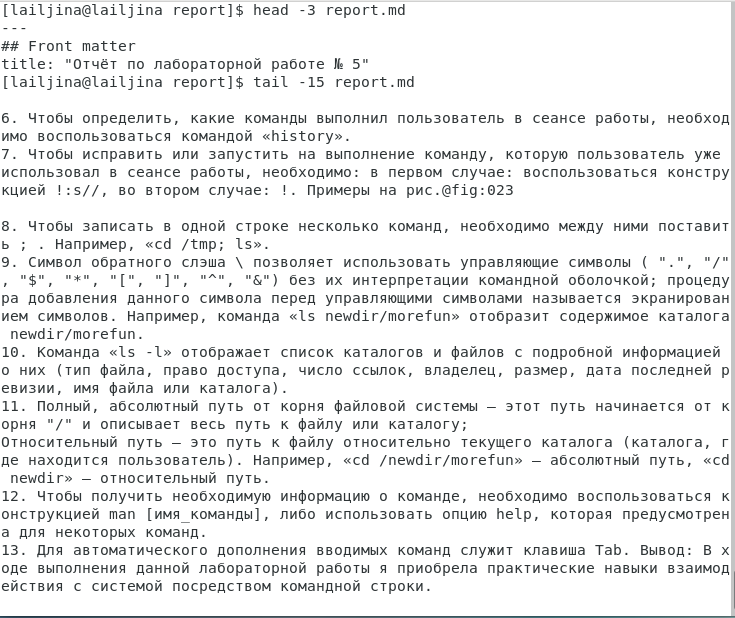 [lailjina@lailjina report]$ head -3 report.md
---
## Front matter
title: "Отчёт по лабораторной работе № 5"
[lailjina@lailjina report]$ tail -15 report.md
6. Чтобы определить, какие команды выполнил пользователь в сеансе работы, необход
имо воспользоваться командой «history».
7. Чтобы исправить или запустить на выполнение команду, которую пользователь уже
использовал в сеансе работы, необходимо: в первом случае: воспользоваться констру
кцией !:s//, во втором случае: !. Примеры на рис.@fig:023
8. Чтобы записать в одной строке несколько команд, необходимо между ними поставит
ь ; . Например, «cd /tmp; ls».
9. Символ обратного слэша \ позволяет использовать управляющие символы ( ".", "/"
, "$", "*", "[", "]", "^", "&") без их интерпретации командной оболочкой; процеду
ра добавления данного символа перед управляющими символами называется экранирован
ием символов. Например, команда «ls newdir/morefun» отобразит содержимое каталога
newdir/morefun.
10. Команда «ls -l» отображает список каталогов и файлов с подробной информацией
о них (тип файла, право доступа, число ссылок, владелец, размер, дата последней р
евизии, имя файла или каталога).
11. Полный, абсолютный путь от корня файловой системы — этот путь начинается от к
орня "/" и описывает весь путь к файлу или каталогу;
Относительный путь — это путь к файлу относительно текущего каталога (каталога, г
де находится пользователь). Например, «cd /newdir/morefun» — абсолютный путь, «cd
newdir» — относительный путь.
12. Чтобы получить необходимую информацию о команде, необходимо воспользоваться к
онструкцией man [имя_команды], либо использовать опцию help, которая предусмотрен
а для некоторых команд.
13. Для автоматического дополнения вводимых команд служит клавиша Tab. Вывод: В х
оде выполнения данной лабораторной работы я приобрела практические навыки взаимод
ействия с системой посредством командной строки.